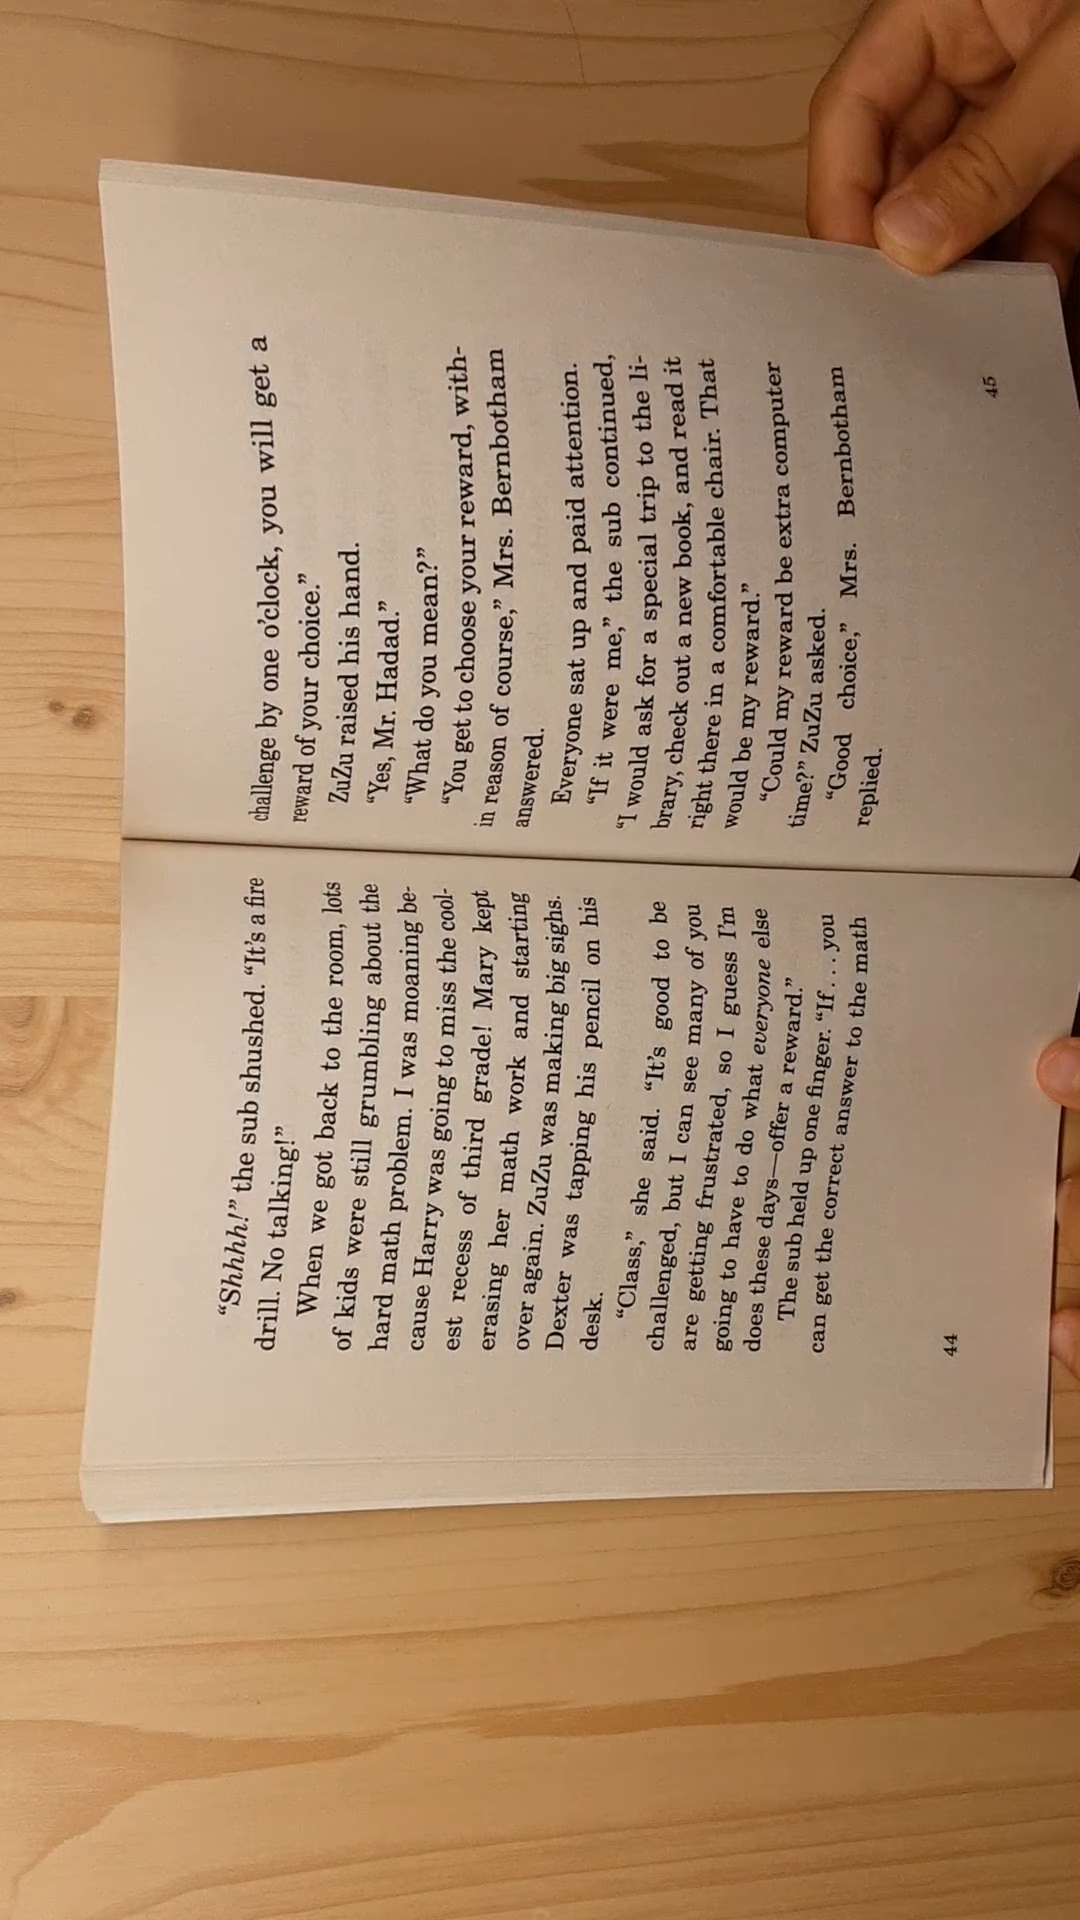 “Shhhh!” the sub shushed. “It’s a fire
drill. No talking!”
When we got back to the room, lots
of kids were still grumbling about the
hard math problem. I was moaning be-
cause Harry was going to miss the cool-
est recess of third grade! Mary kept
erasing her math work and starting
over again. ZuZu was making big sighs.
Dexter was tapping his pencil on his
desk.
“Class,” she said. “It’s good to be
challenged, but I can see many of you
are getting frustrated, so I guess I’m
going to have to do what everyone else
does these days—offer a reward.”
The sub held up one finger. “If . . . you
can get the correct answer to the math
44
challenge by one o’clock, you will get a
reward of your choice.”
ZuZu raised his hand.
“Yes, Mr. Hadad.”
“What do you mean?”
“You get to choose your reward, with-
in reason of course,” Mrs. Bernbotham
answered.
Everyone sat up and paid attention.
“If it were me,” the sub continued,
“I would ask for a special trip to the li-
brary, check out a new book, and read it
right there in a comfortable chair. That
would be my reward.”
“Could my reward be extra computer
time?” ZuZu asked.
“Good choice,” Mrs. Bernbotham
replied.
45